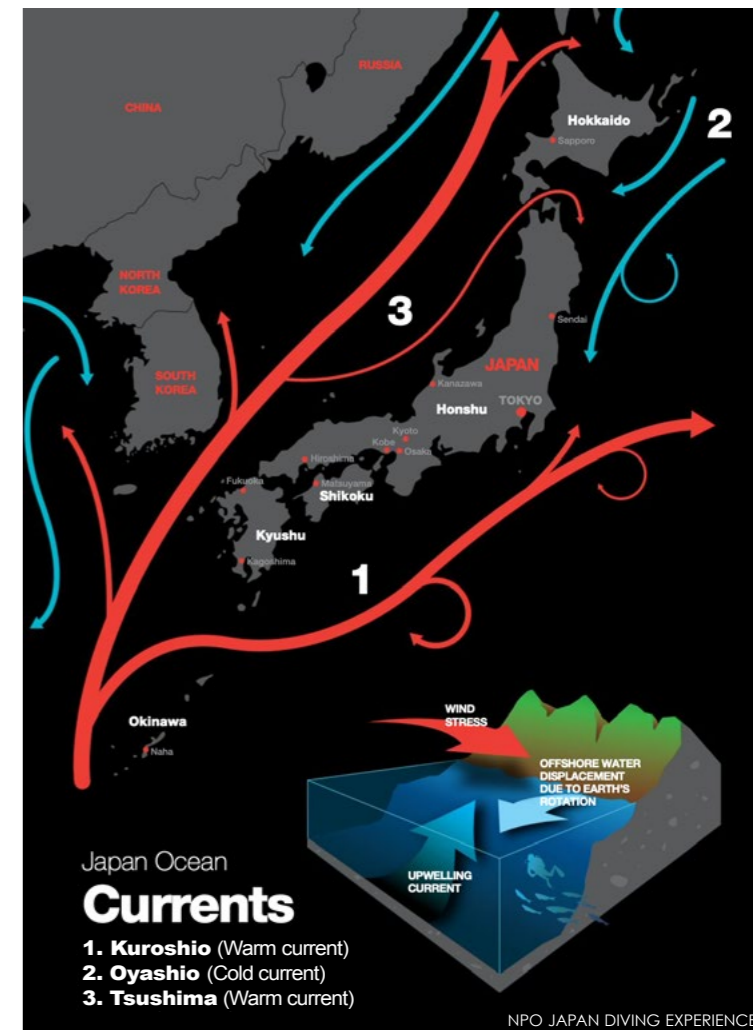 RUSSIA
CHINA
Hokkaido
2
Sapporo
NORTH
KOREA
3
Sendai
SOUTH
KOREA
JAPAN
Kanazawa
Honshu
TOKYO
Kyoto
Kobe
Osaka
Hiroshima
Fukuoka
Matsuyama
Shikoku
Kyushu
Kagoshima
1
Okinawa
Naha
WIND
STRESS
OFFSHORE WATER
DISPLACEMENT
DUE TO EARTH'S
ROTATION
UPWELLING
CURRENT
Japan Ocean
Currents
1. Kuroshio (Warm current)
2. Oyashio (Cold current)
3. Tsushima (Warm current)
NPO JAPAN DIVING EXPERIENCE